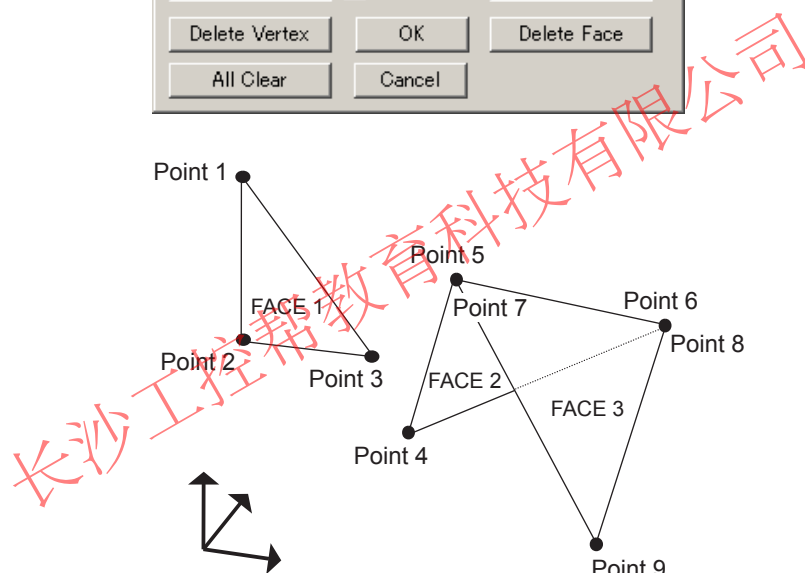 Delete Vertex OK Delete Face
All Clear Cancel
Point 1
Point 5
Point 7
Point 6
FACE 1
Point 8
Point 2
Point 3
FACE 2
FACE 3
Point 4
Point 9
长沙工控帮教育科技有限公司